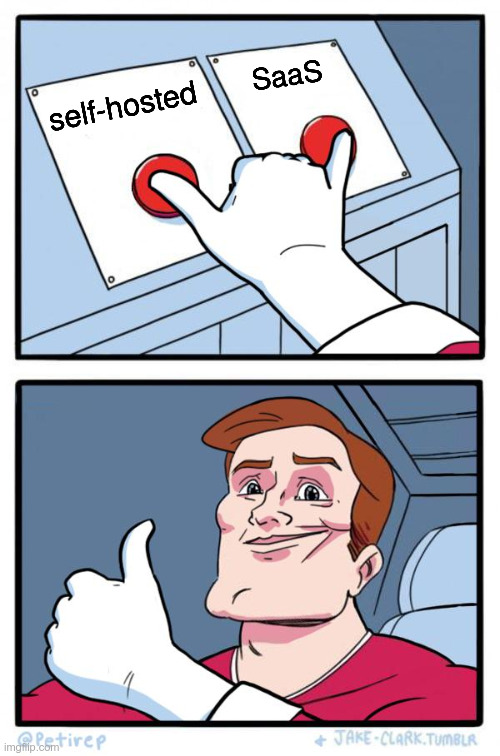 self-hosted
SaaS
imgflip.com
@Petirep
+ JAKE-CLARK.TUMBLR